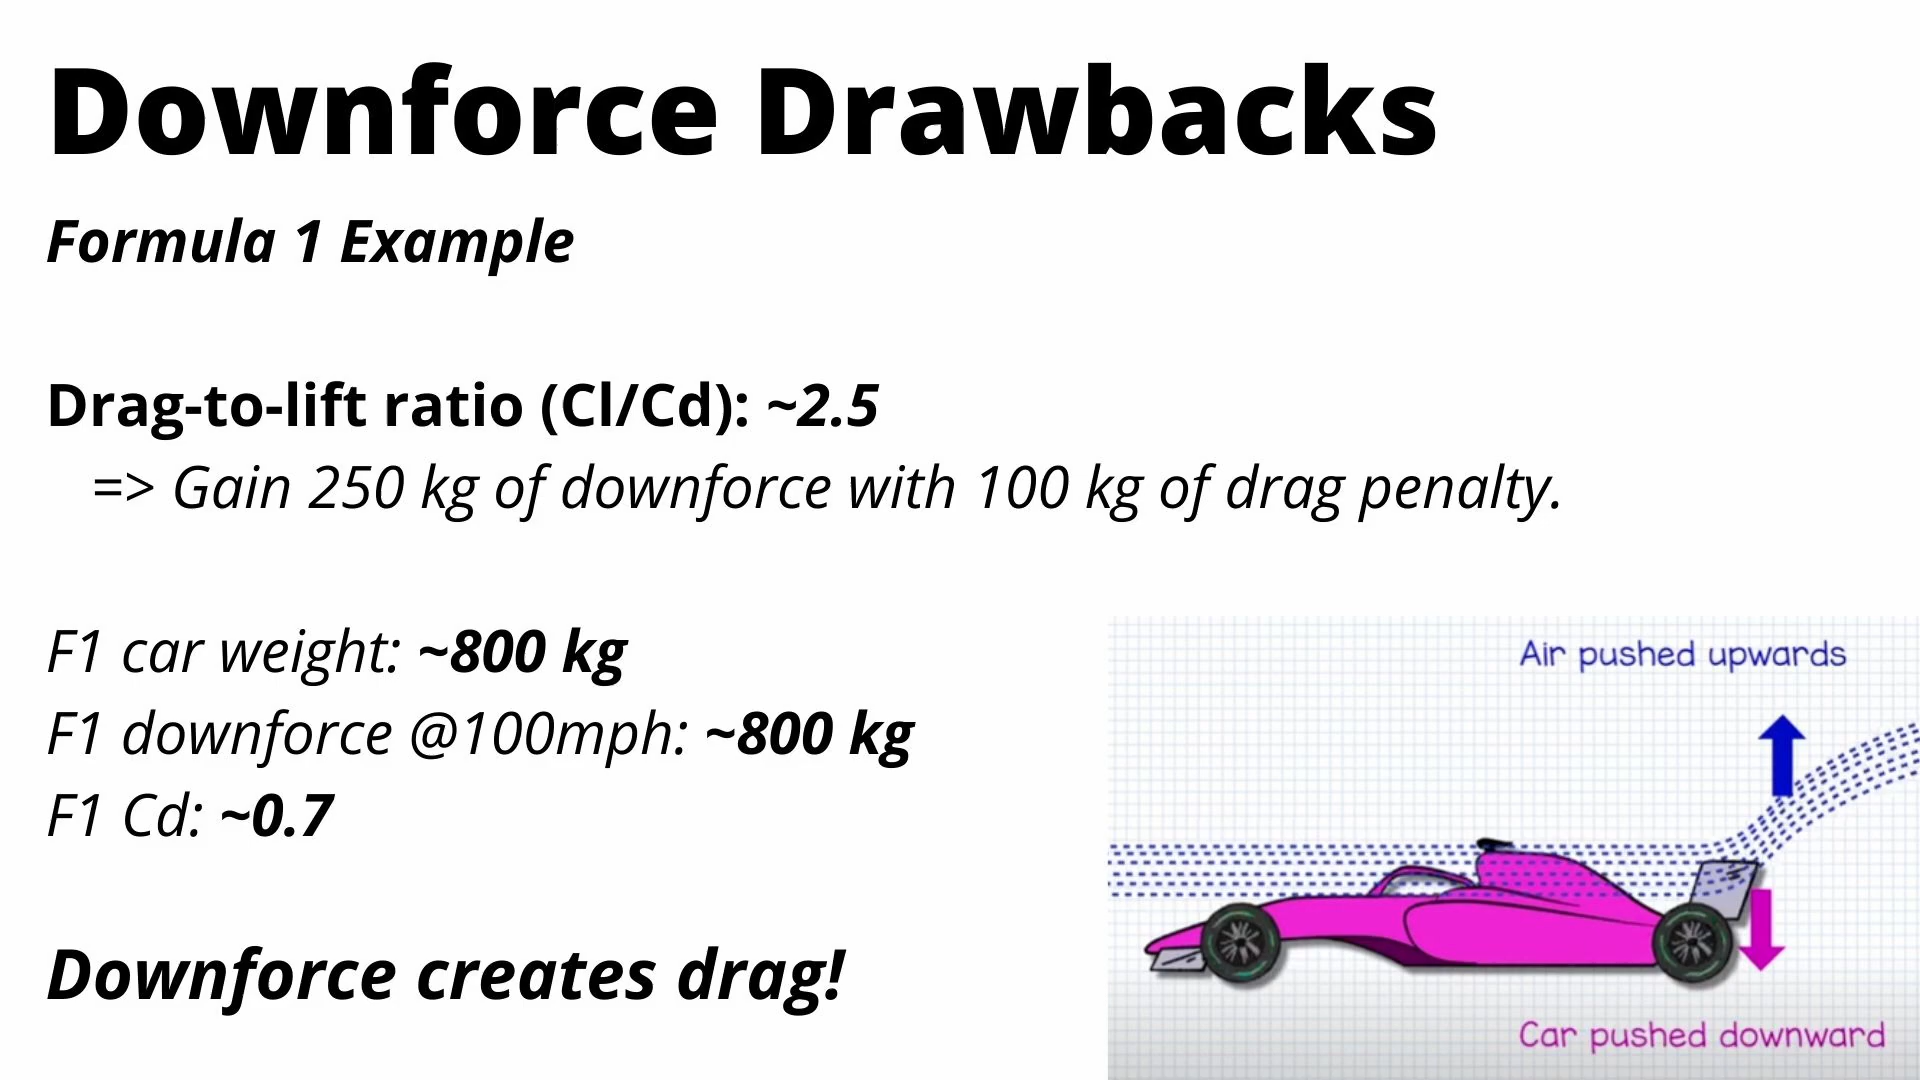 Downforce Drawbacks
Formula 1 Example
Drag-to-lift ratio (Cl/Cd): ~2.5
=> Gain 250 kg of downforce with 100 kg of drag penalty.
F1 car weight: ~800 kg
F1 downforce @100mph: ~800 kg
F1 Cd: ~0.7
Downforce creates drag!
Air pushed upwards
Car pushed downward